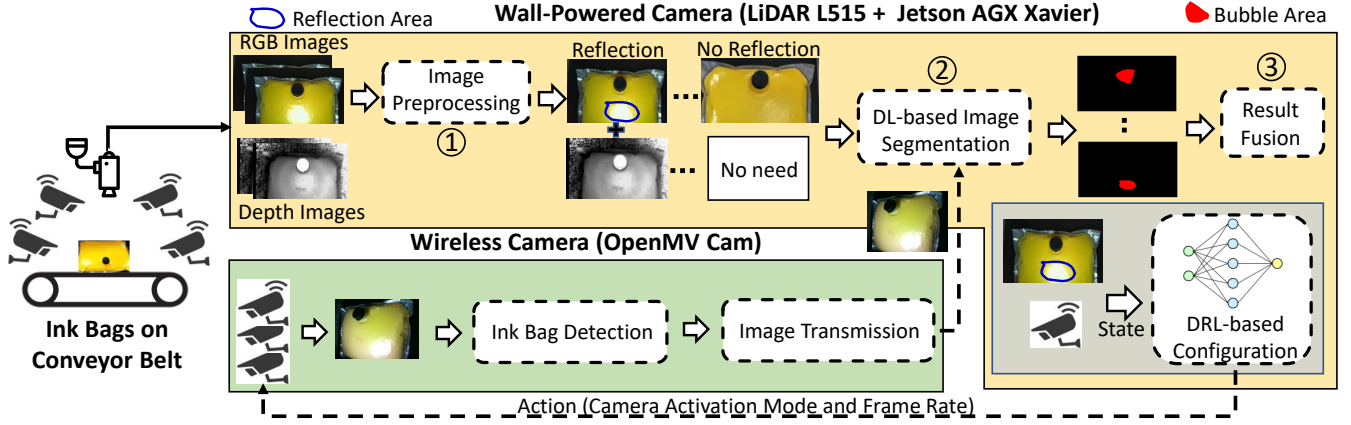 Wall-Powered Camera (LiDAR L515 + Jetson AGX Xavier)
Reflection Area
Bubble Area
RGB Images
Reflection
No Reflection
Image
Preprocessing
①
②
③
DL-based Image
Segmentation
Result
Fusion
No need
Depth Images
Wireless Camera (OpenMV Cam)
Ink Bag Detection
Image Transmission
State
DRL-based
Configuration
Ink Bags on
Conveyor Belt
Action (Camera Activation Mode and Frame Rate)